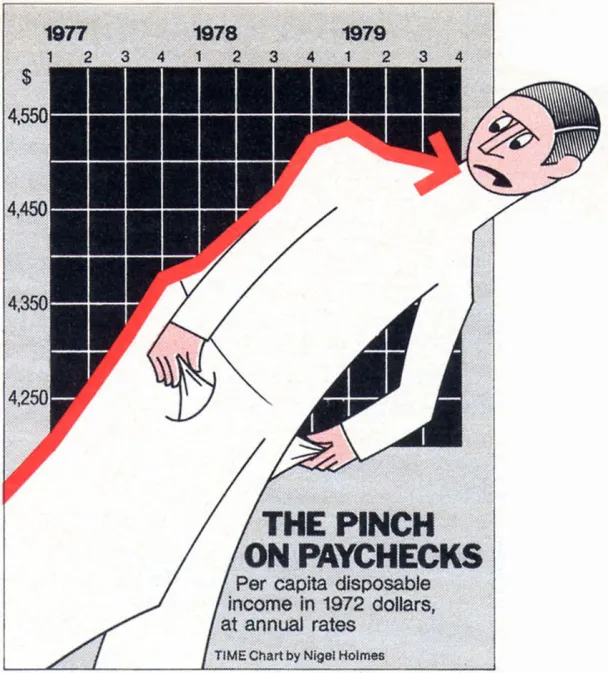 1977 1978 1979
1 2 3 4 1 2 3 4 1 2 3 4
$
4,550
4,450
4,350
4,250
THE PINCH
ON PAYCHECKS
Per capita disposable
income in 1972 dollars,
at annual rates
TIME Chart by Nigel Holmes